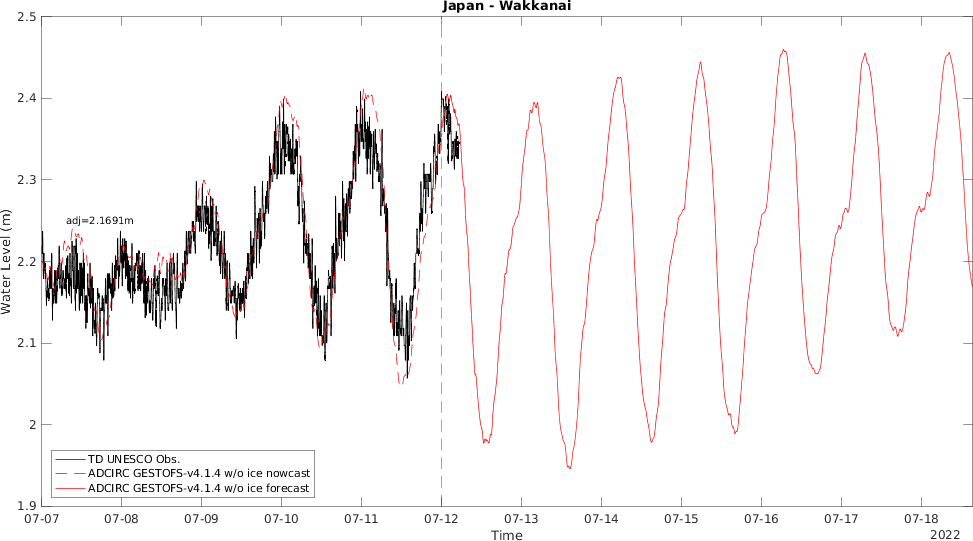 Japan - Wakkanai
2.5
2.4
2.3
2.2
2.1
2
1.9
Water Level (m)
adj=2.1691m
TD UNESCO Obs.
ADCIRC GESTOFS-v4.1.4 w/o ice nowcast
ADCIRC GESTOFS-v4.1.4 w/o ice forecast
07-07 07-08 07-09 07-10 07-11 07-12 07-13 07-14 07-15 07-16 07-17 07-18
Time
2022